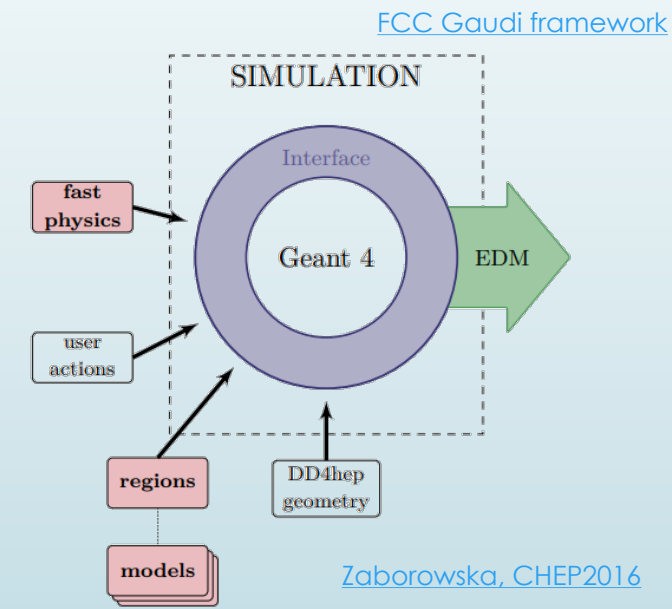 FCC Gaudi framework
SIMULATION
Interface
fast
physics
Geant 4
EDM
user
actions
regions
DD4hep
geometry
models
Zaborowska, CHEP2016